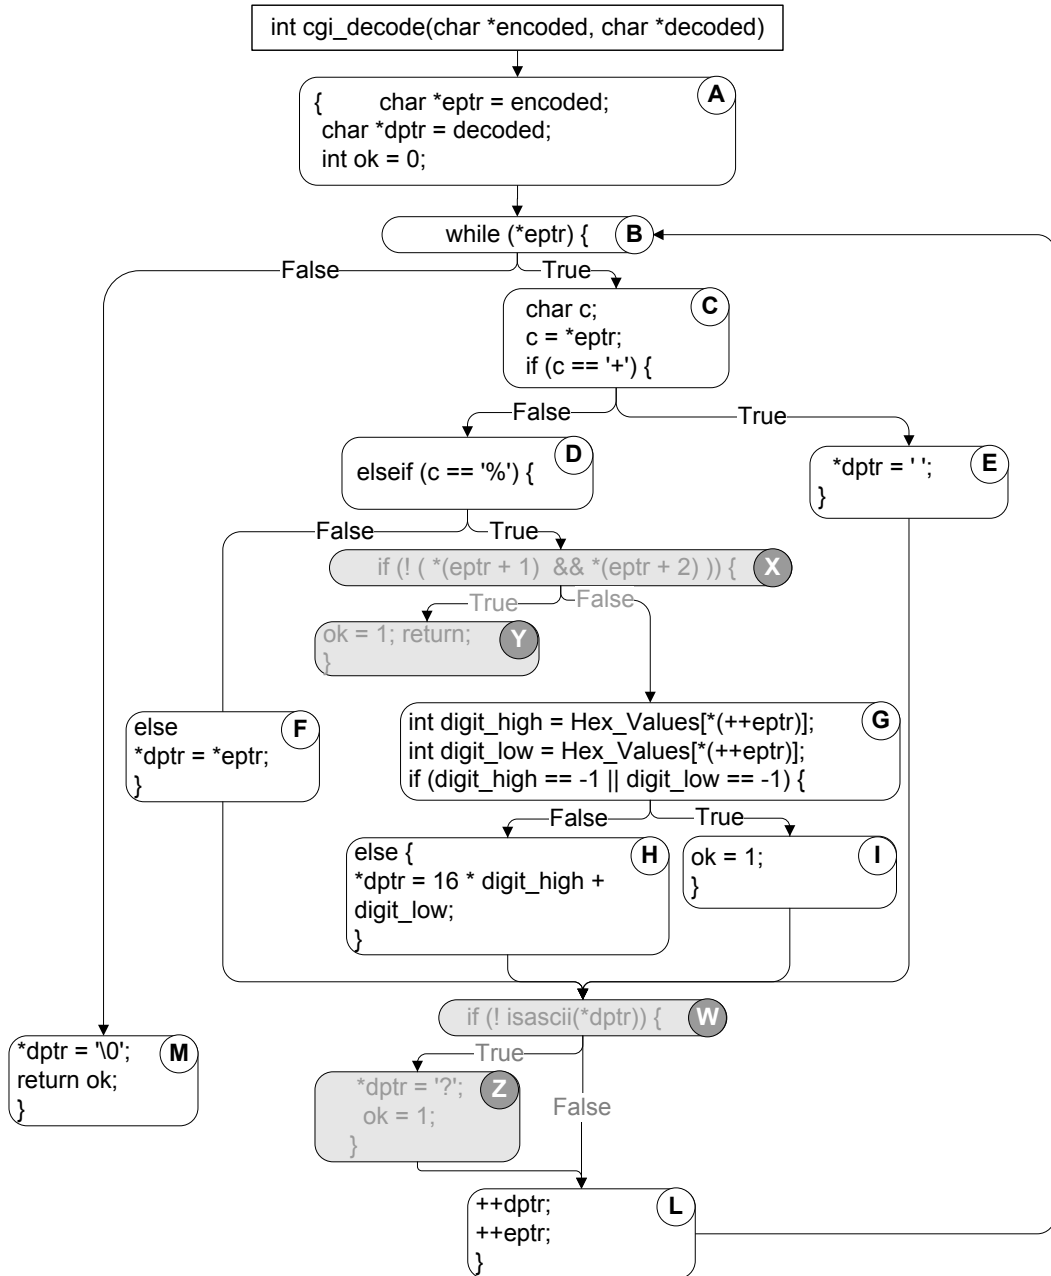 int cgi_decode(char *encoded, char *decoded)
A
{ char *eptr = encoded;
char *dptr = decoded;
int ok = 0;
while (*eptr) {
B
False
True
char c;
C
c = *eptr;
if (c == '+') {
False
True
D
elseif (c == '%') {
*dptr = ' ';
E
}
False
True
if (! ( *(eptr + 1) && *(eptr + 2) )) {
X
True
False
ok = 1; return;
Y
}
int digit_high = Hex_Values[*(++eptr)];
G
int digit_low = Hex_Values[*(++eptr)];
if (digit_high == -1 || digit_low == -1) {
else
F
*dptr = *eptr;
}
False
True
else {
H
*dptr = 16 * digit_high +
digit_low;
}
ok = 1;
I
}
if (! isascii(*dptr)) {
W
True
False
*dptr = '?';
Z
ok = 1;
}
*dptr = '\0';
M
return ok;
}
++dptr;
L
++eptr;
}